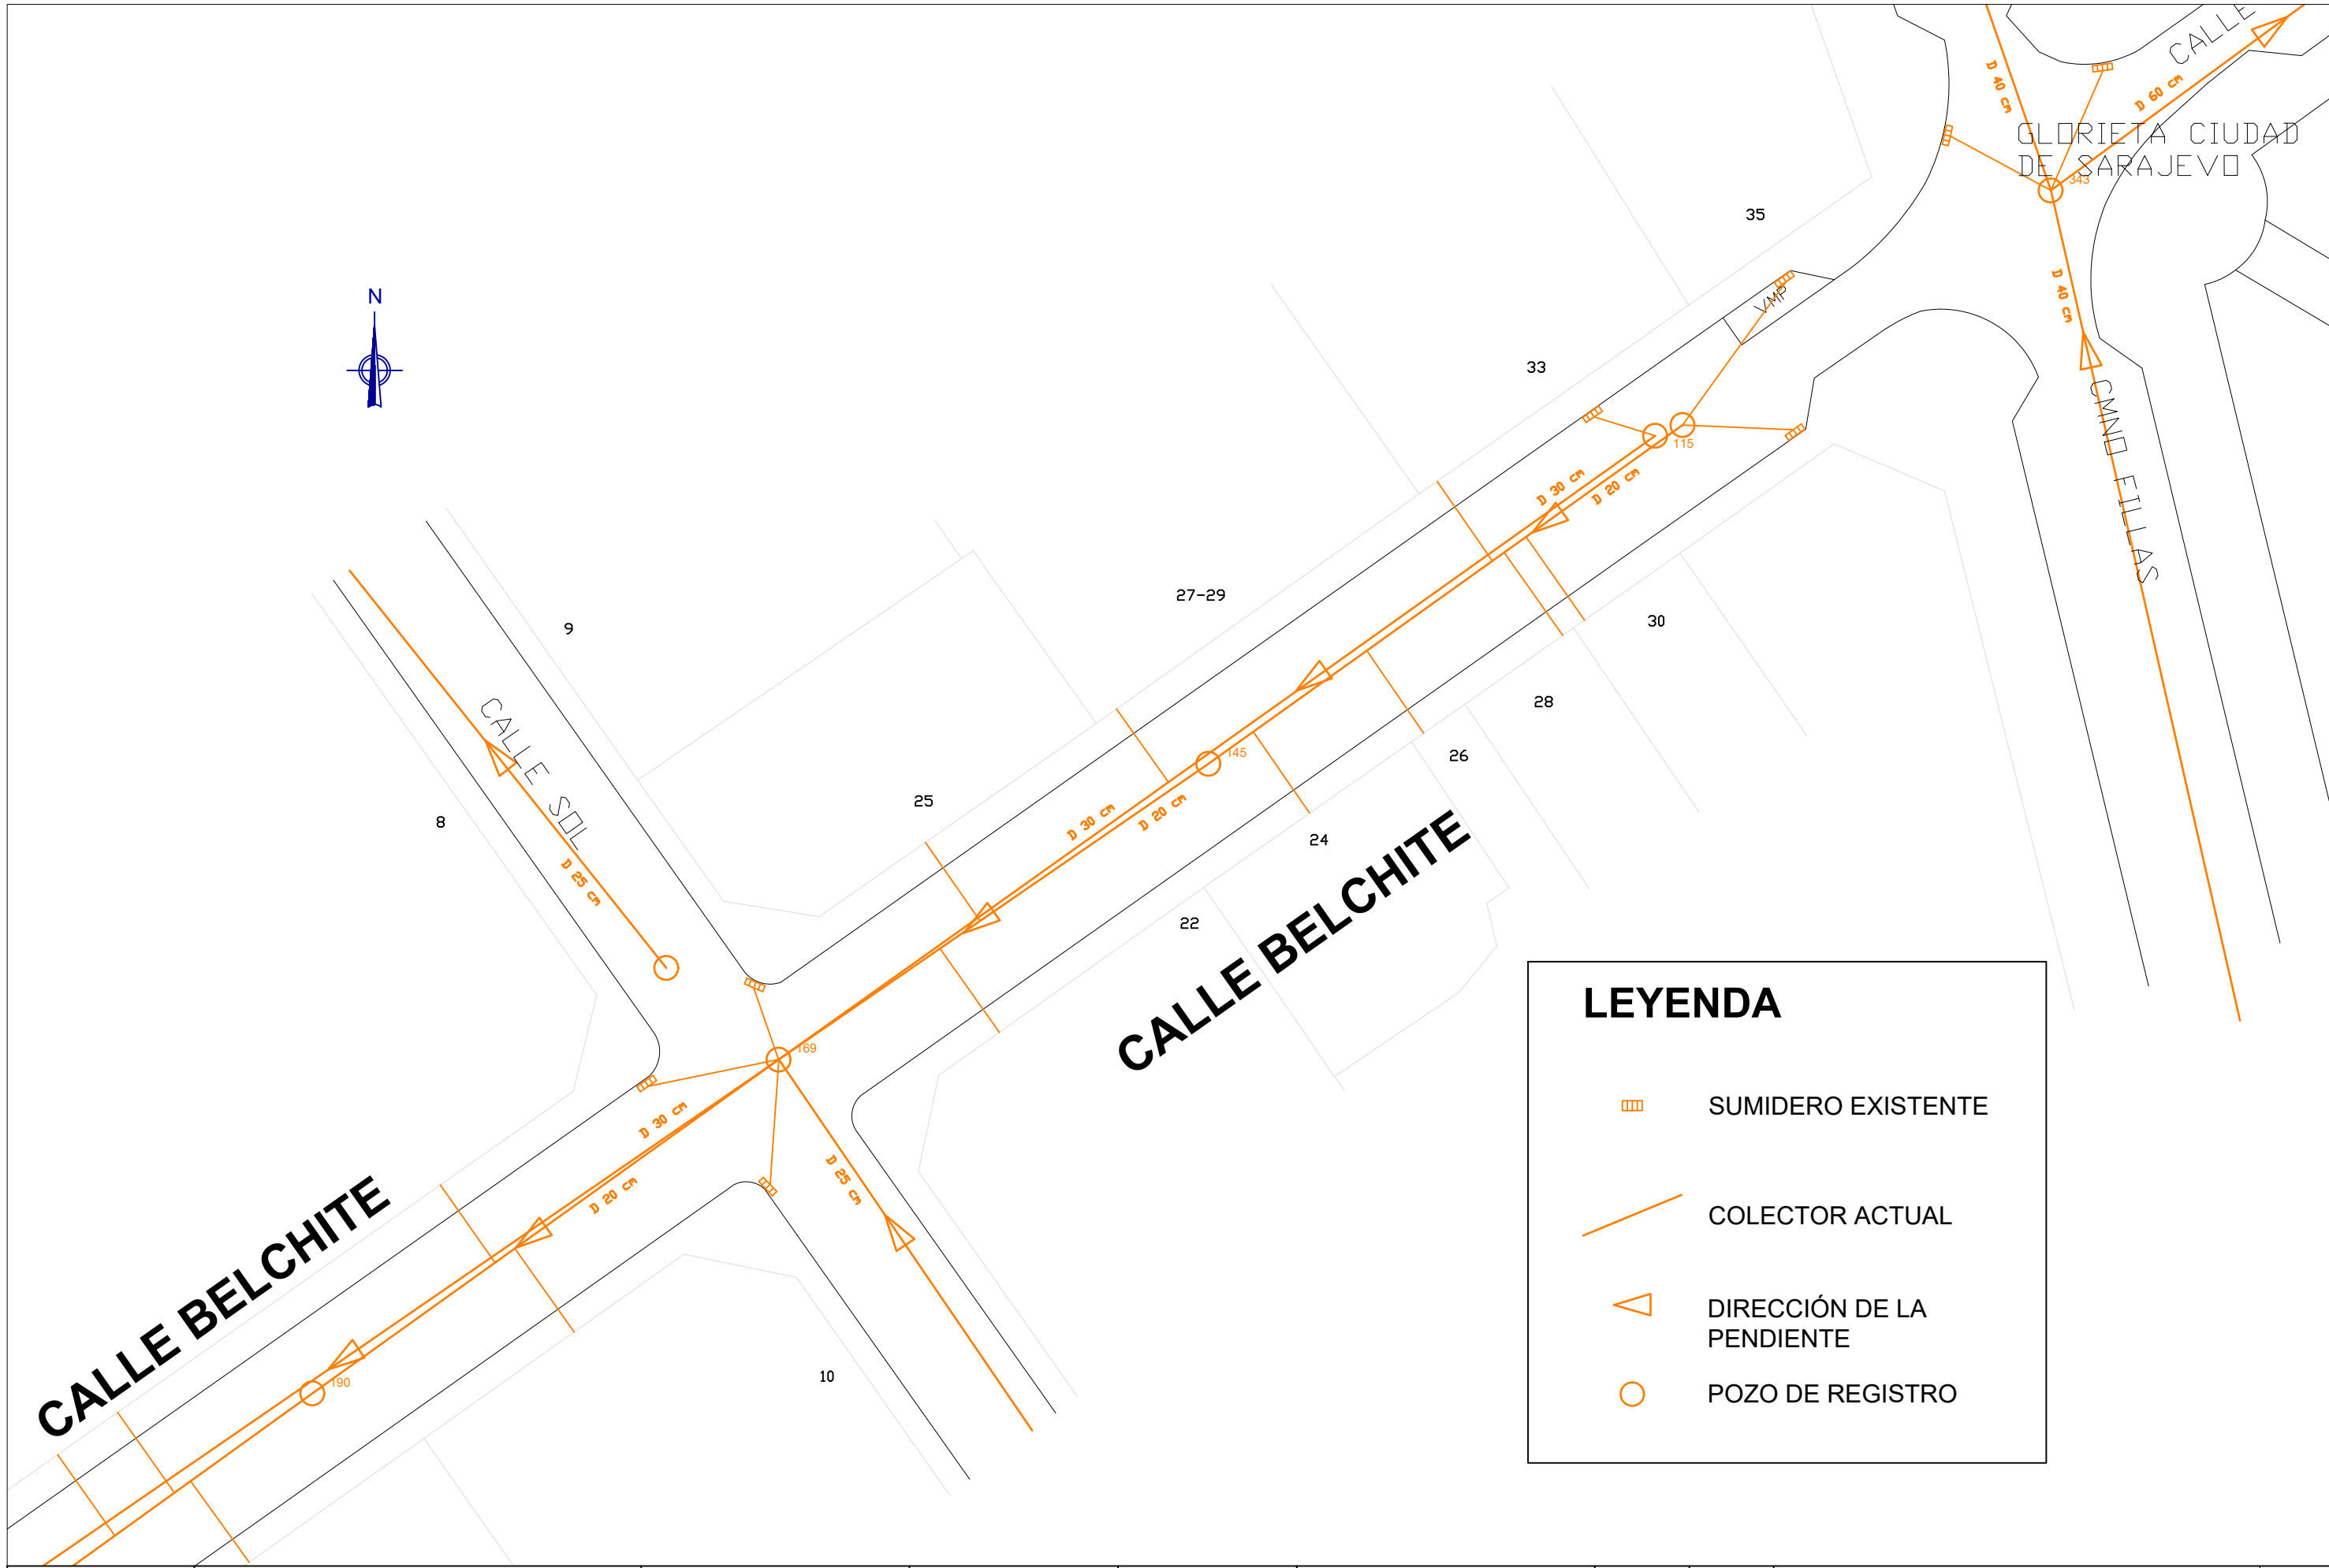 CALLE
D 40 CM
D 60 CM
GLORIETA CIUDAD
DE SARAJEVO
343
35
N
VMP
D 40 CM
33
CMNO FILLAS
115
D 30 CM
D 20 CM
27-29
30
9
28
CALLE SOL
145
26
25
D 30 CM
D 20 CM
8
24
D 25 CM
22
CALLE BELCHITE
LEYENDA
169
SUMIDERO EXISTENTE
D 30 CM
D 20 CM
D 25 CM
COLECTOR ACTUAL
CALLE BELCHITE
DIRECCIÓN DE LA
PENDIENTE
10
190
POZO DE REGISTRO